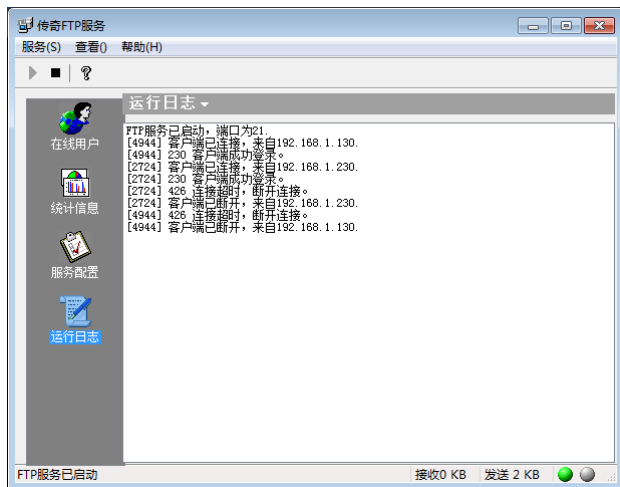 传奇FTP服务
服务(S) 查看() 帮助(H)
运行日志
在线用户
统计信息
服务配置
运行日志
FTP服务已启动，端口为21.
[4944] 客户端已连接，来自192.168.1.130.
[4944] 230 客户端成功登录。
[2724] 客户端已连接，来自192.168.1.230.
[2724] 230 客户端成功登录。
[2724] 426 连接超时，断开连接。
[2724] 客户端已断开，来自192.168.1.230.
[4944] 426 连接超时，断开连接。
[4944] 客户端已断开，来自192.168.1.130.
FTP服务已启动 接收0 KB 发送 2 KB